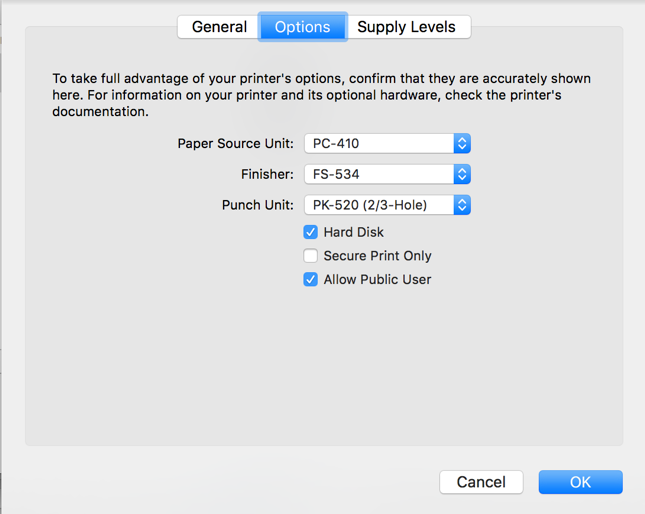 General Options Supply Levels
To take full advantage of your printer's options, confirm that they are accurately shown
here. For information on your printer and its optional hardware, check the printer's
documentation.
Paper Source Unit: PC-410
Finisher: FS-534
Punch Unit: PK-520 (2/3-Hole)
Hard Disk
Secure Print Only
Allow Public User
Cancel OK